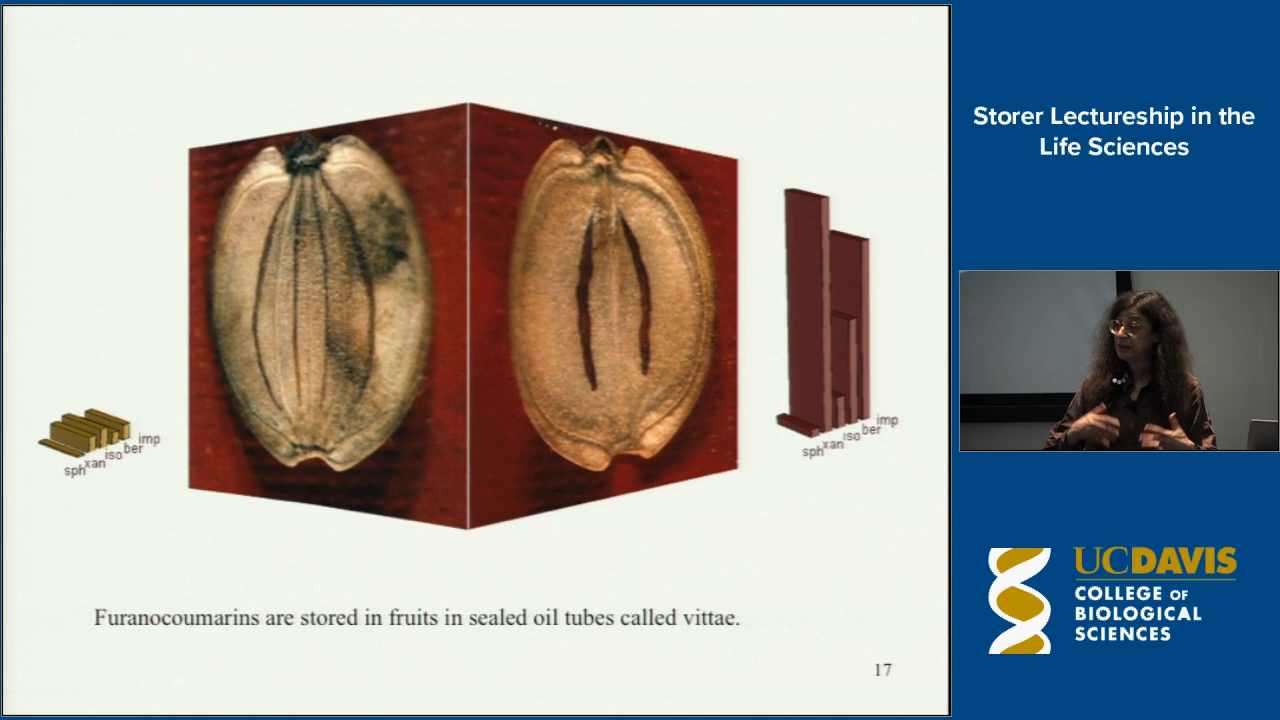 sph
xan
iso
ber
imp
sph
xan
iso
ber
imp
Furanocoumarins are stored in fruits in sealed oil tubes called vittae.
17
Storer Lectureship in the
Life Sciences
UCDAVIS
COLLEGE OF
BIOLOGICAL
SCIENCES